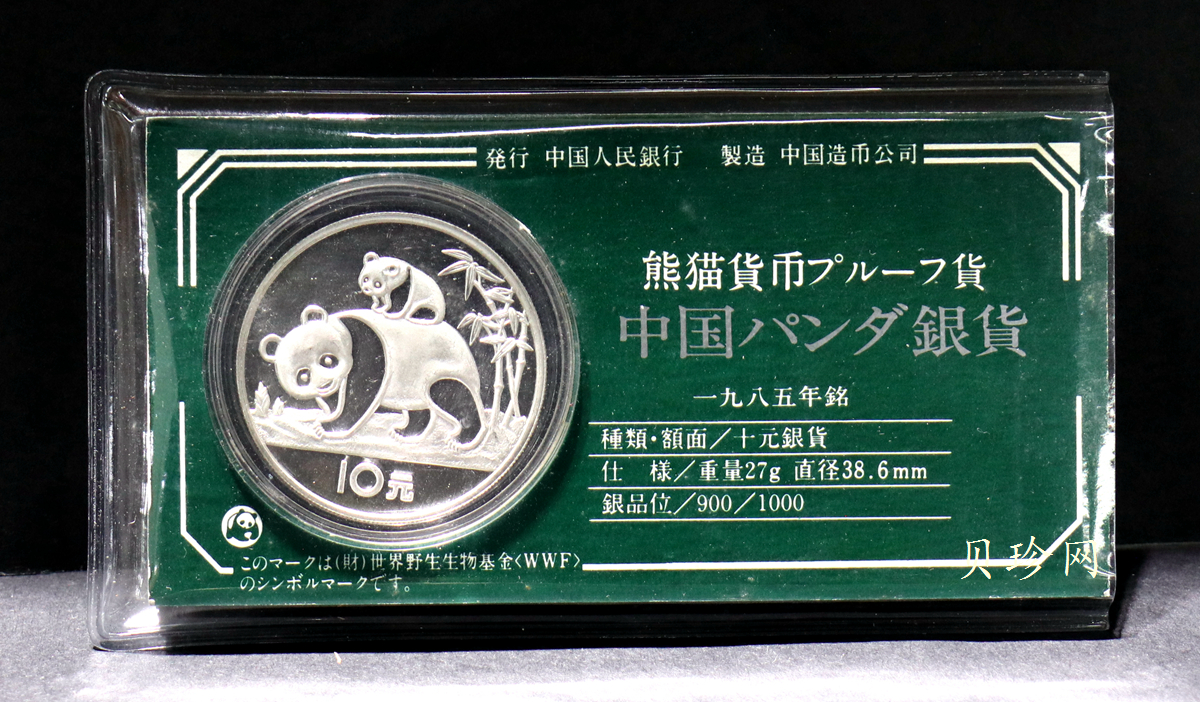 発行 中国人民銀行 製造 中国造币公司
熊猫貨币プルーフ貨
中国パンダ銀貨
一九八五年銘
種類・額面／十元銀貨
仕 様／重量27g 直径38.6mm
銀品位／900／1000
10元
このマークは(財)世界野生生物基金〈WWF〉
のシンボルマークです。
贝珍网